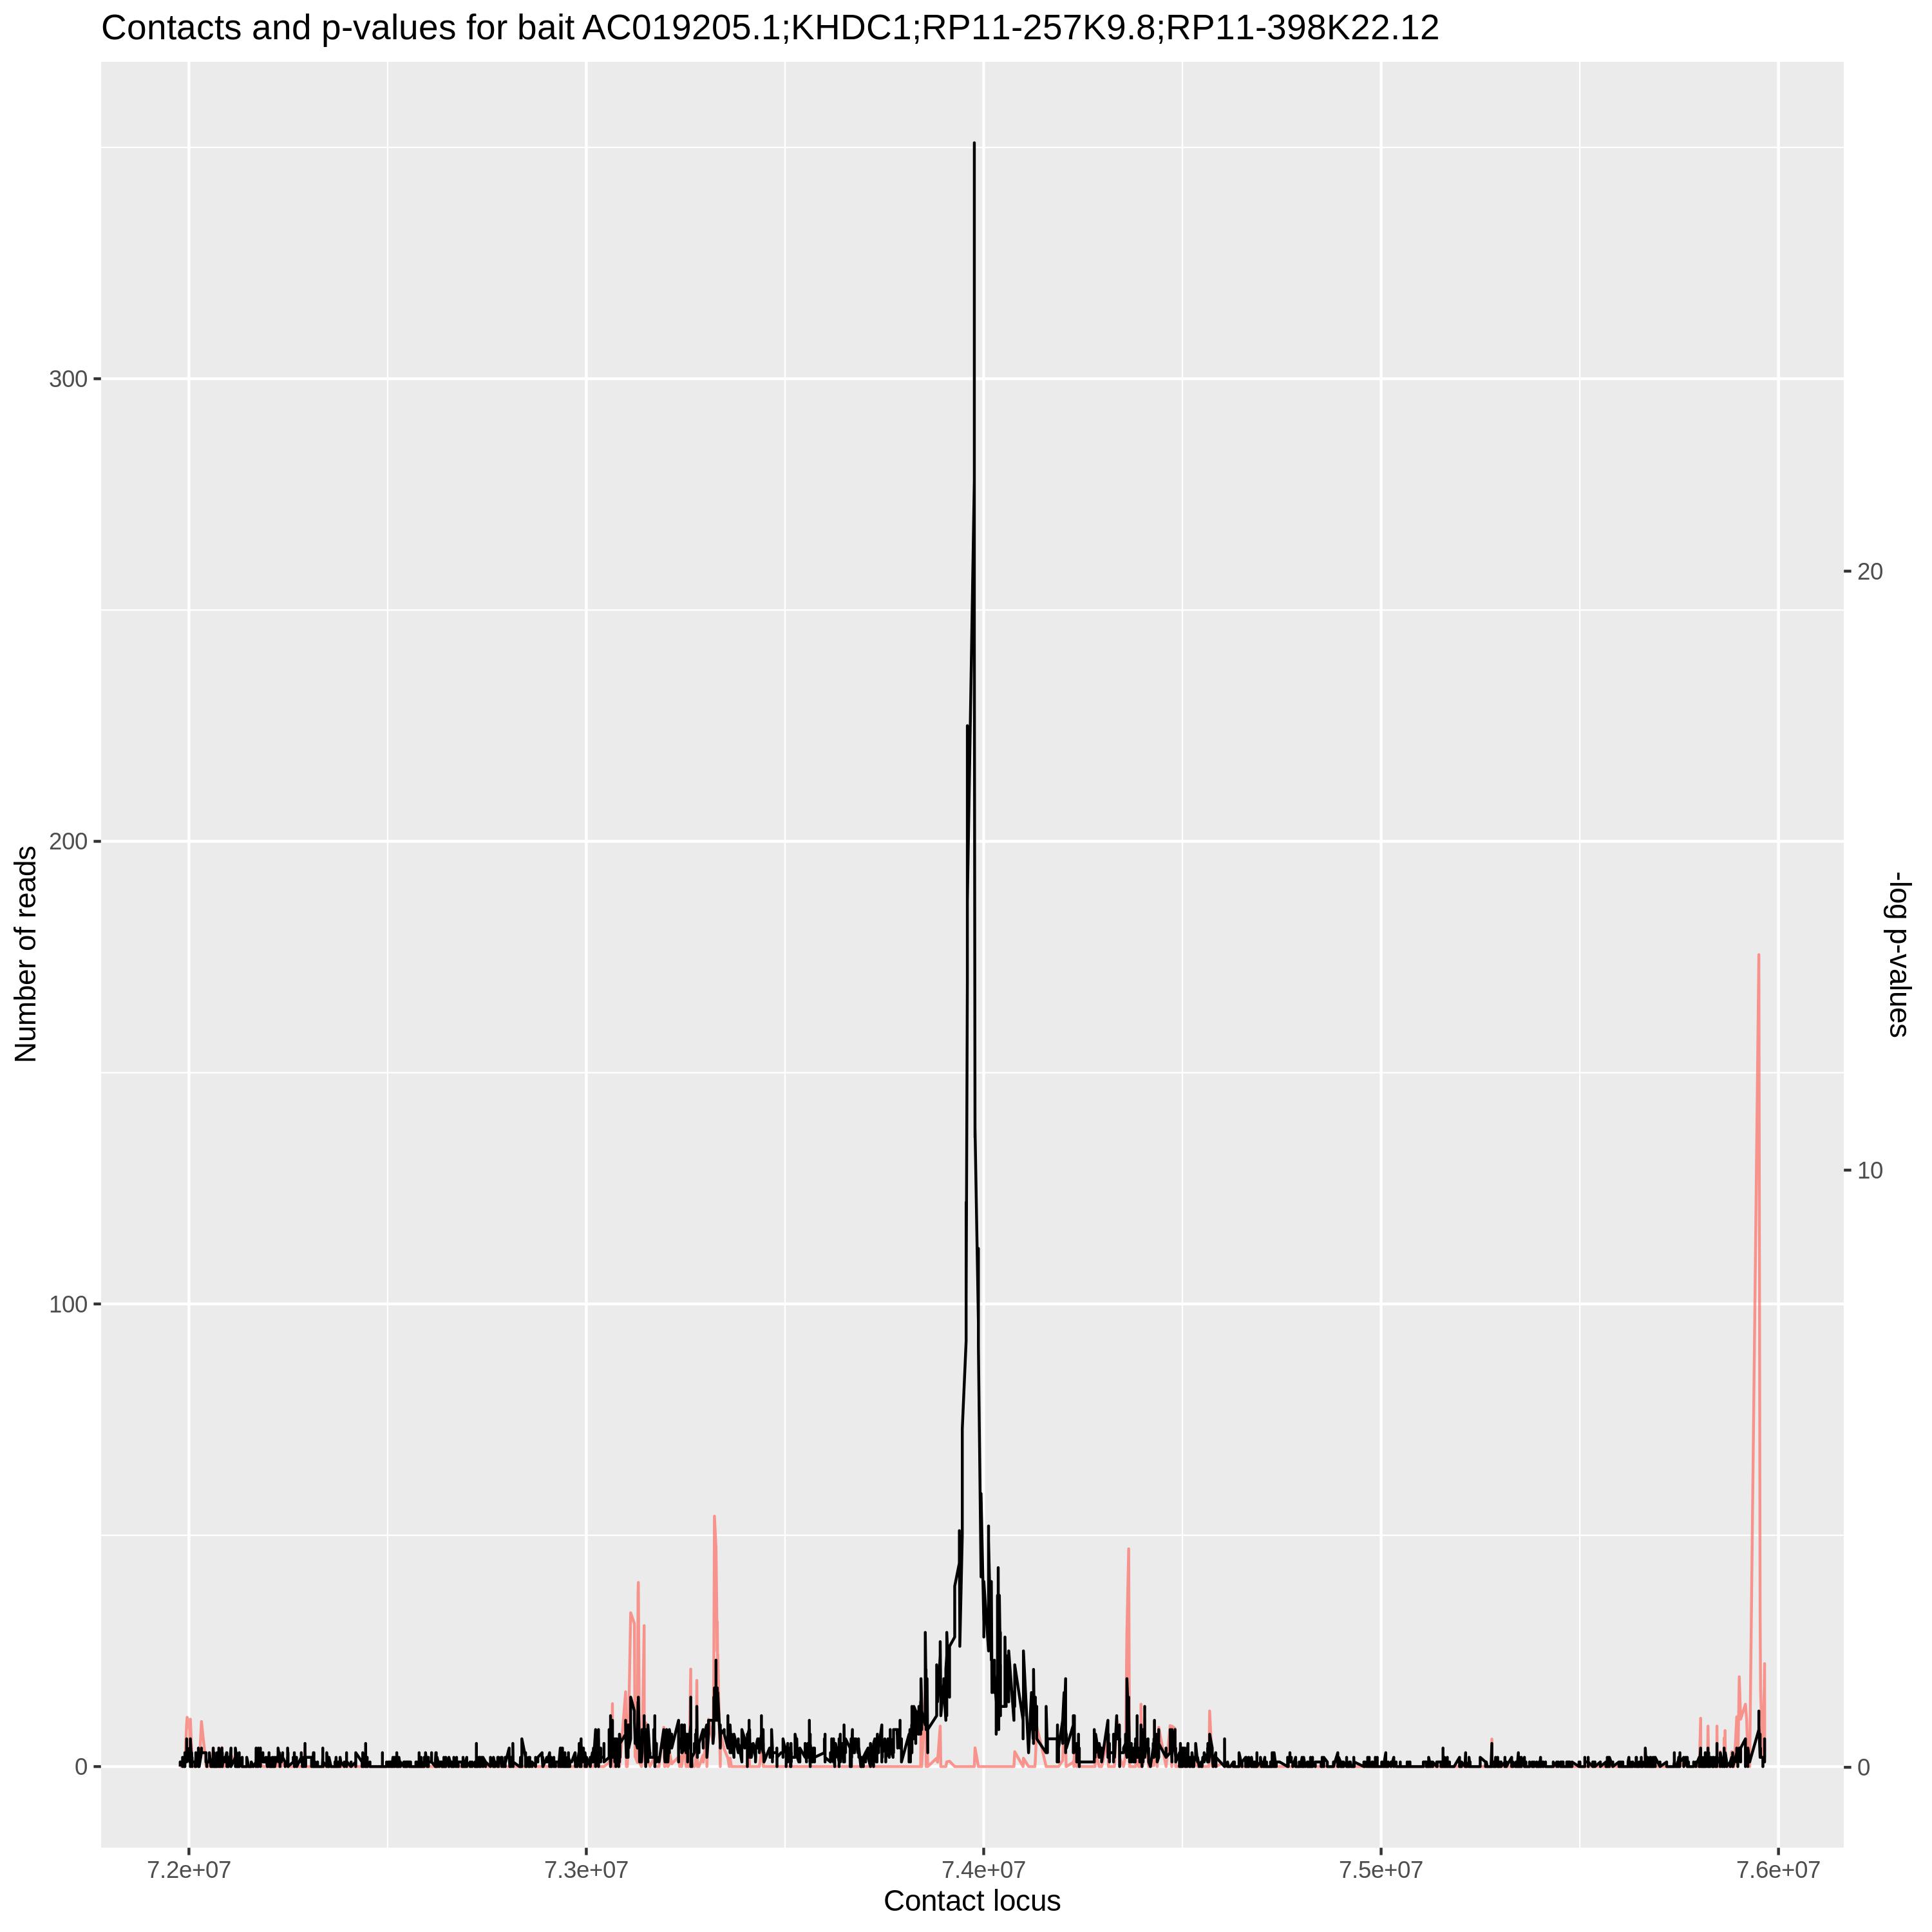 Contacts and p-values for bait AC019205.1;KHDC1;RP11-257K9.8;RP11-398K22.12
300
200
100
0
Number of reads
20
10
0
-log p-values
7.2e+07
7.3e+07
7.4e+07
7.5e+07
7.6e+07
Contact locus